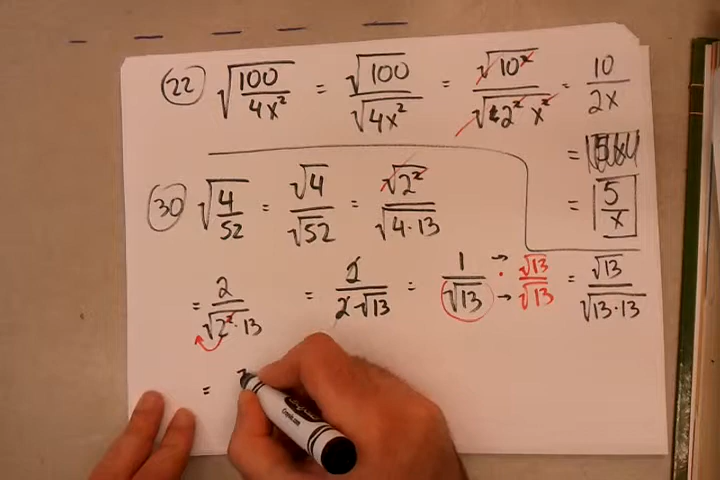 (22) √(100/4x²) = √100/√4x² = √10²/√2²x² = 10/2x
= 5/x
(30) √(4/52) = √4/√52 = √2²/√4·13
= 2/√2²·13 = 2/2·√13 = 1/√13 · √13/√13 = √13/√13·13
=